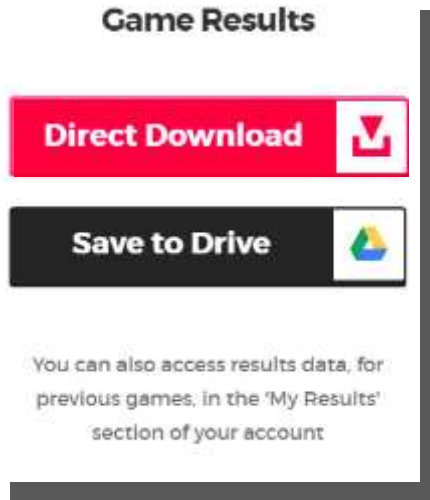 Game Results
Direct Download
Save to Drive
You can also access results data, for
previous games, in the 'My Results'
section of your account